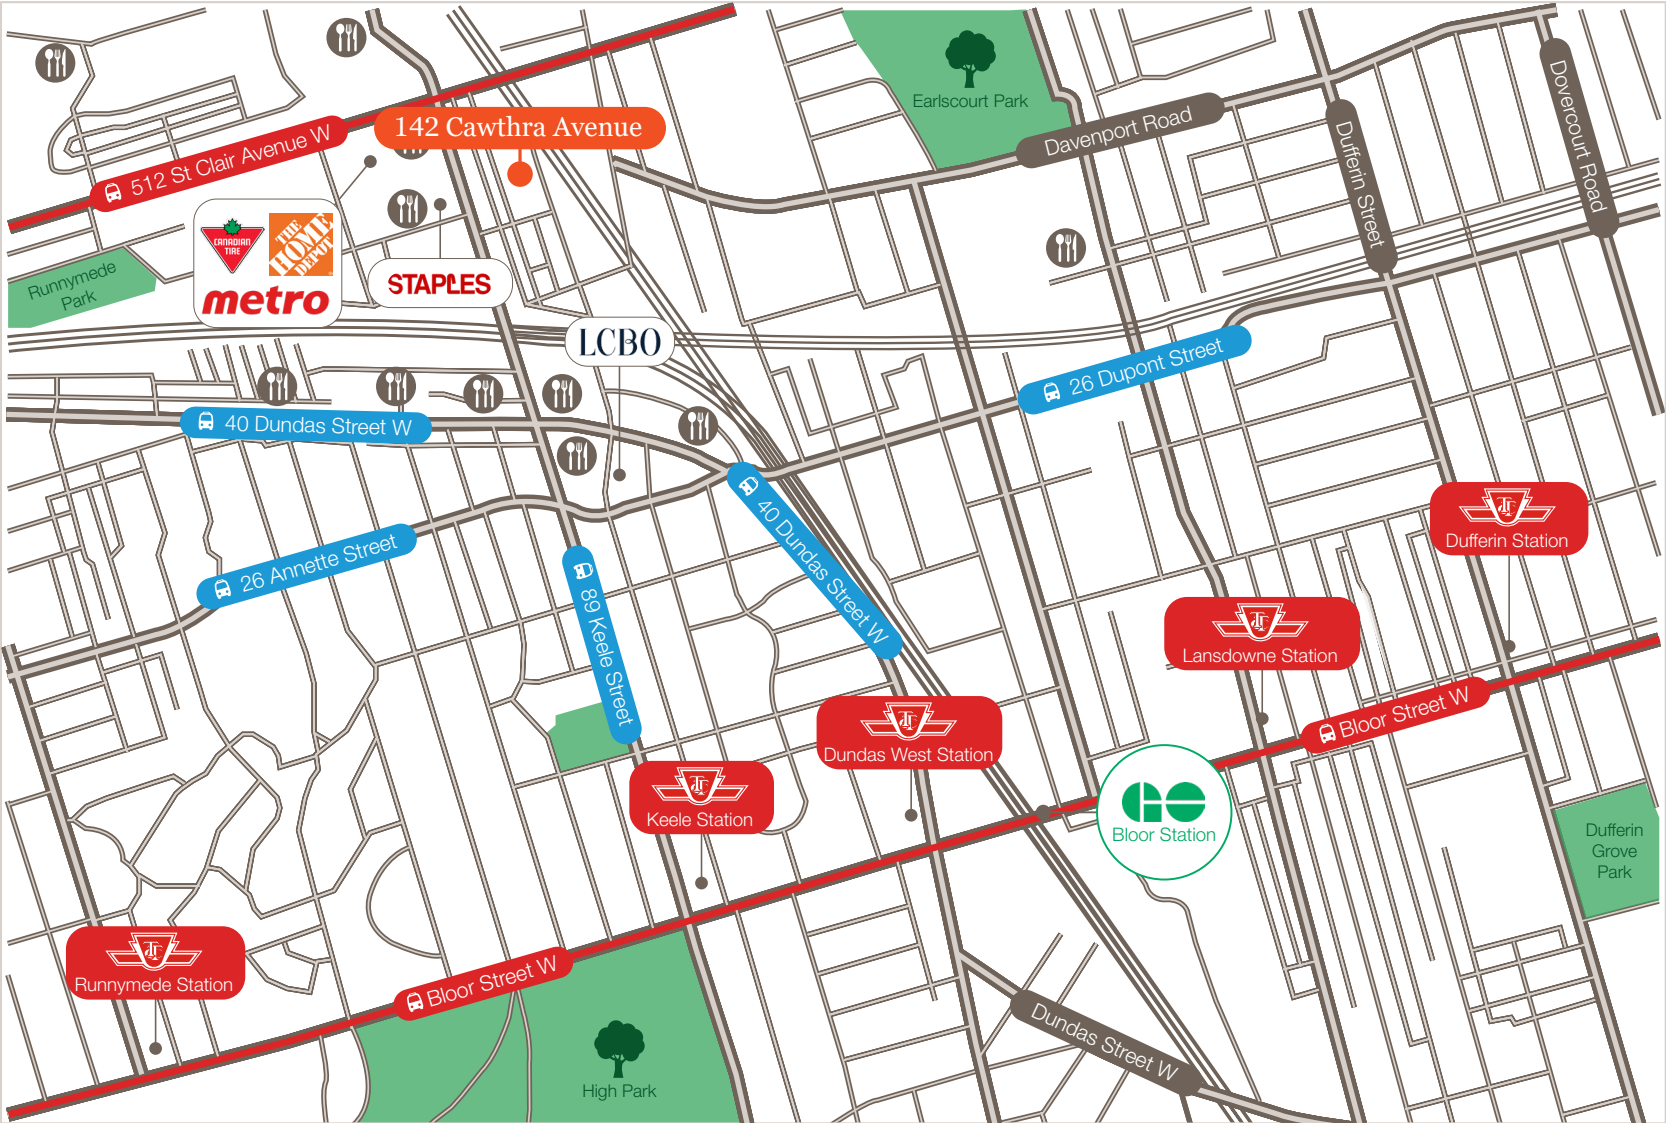 Earlscourt Park
Davenport Road
Dovercourt Road
Dufferin Street
142 Cawthra Avenue
512 St Clair Avenue W
CANADIAN
TIRE
THE
HOME
DEPOT
metro
STAPLES
Runnymede
Park
LCBO
26 Dupont Street
40 Dundas Street W
26 Annette Street
40 Dundas Street W
89 Keele Street
Dufferin Station
Lansdowne Station
Bloor Street W
Dundas West Station
Keele Station
GO
Bloor Station
Dufferin
Grove
Park
Runnymede Station
Bloor Street W
High Park
Dundas Street W